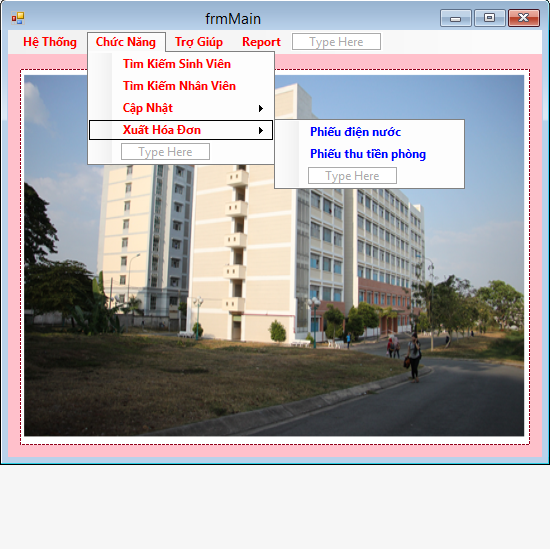 frmMain
Hệ Thống Chức Năng Trợ Giúp Report Type Here
Tìm Kiếm Sinh Viên
Tìm Kiếm Nhân Viên
Cập Nhật
Xuất Hóa Đơn
Type Here
Phiếu điện nước
Phiếu thu tiền phòng
Type Here